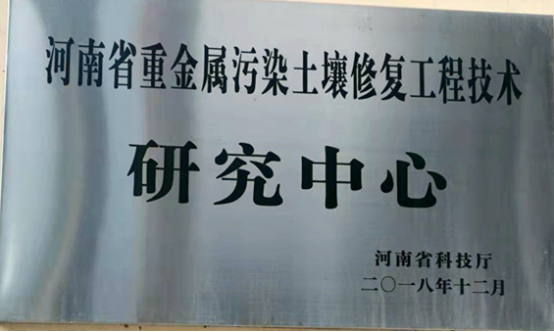 河南省重金属污染土壤修复工程技术
研究中心
河南省科技厅
二〇一八年十二月